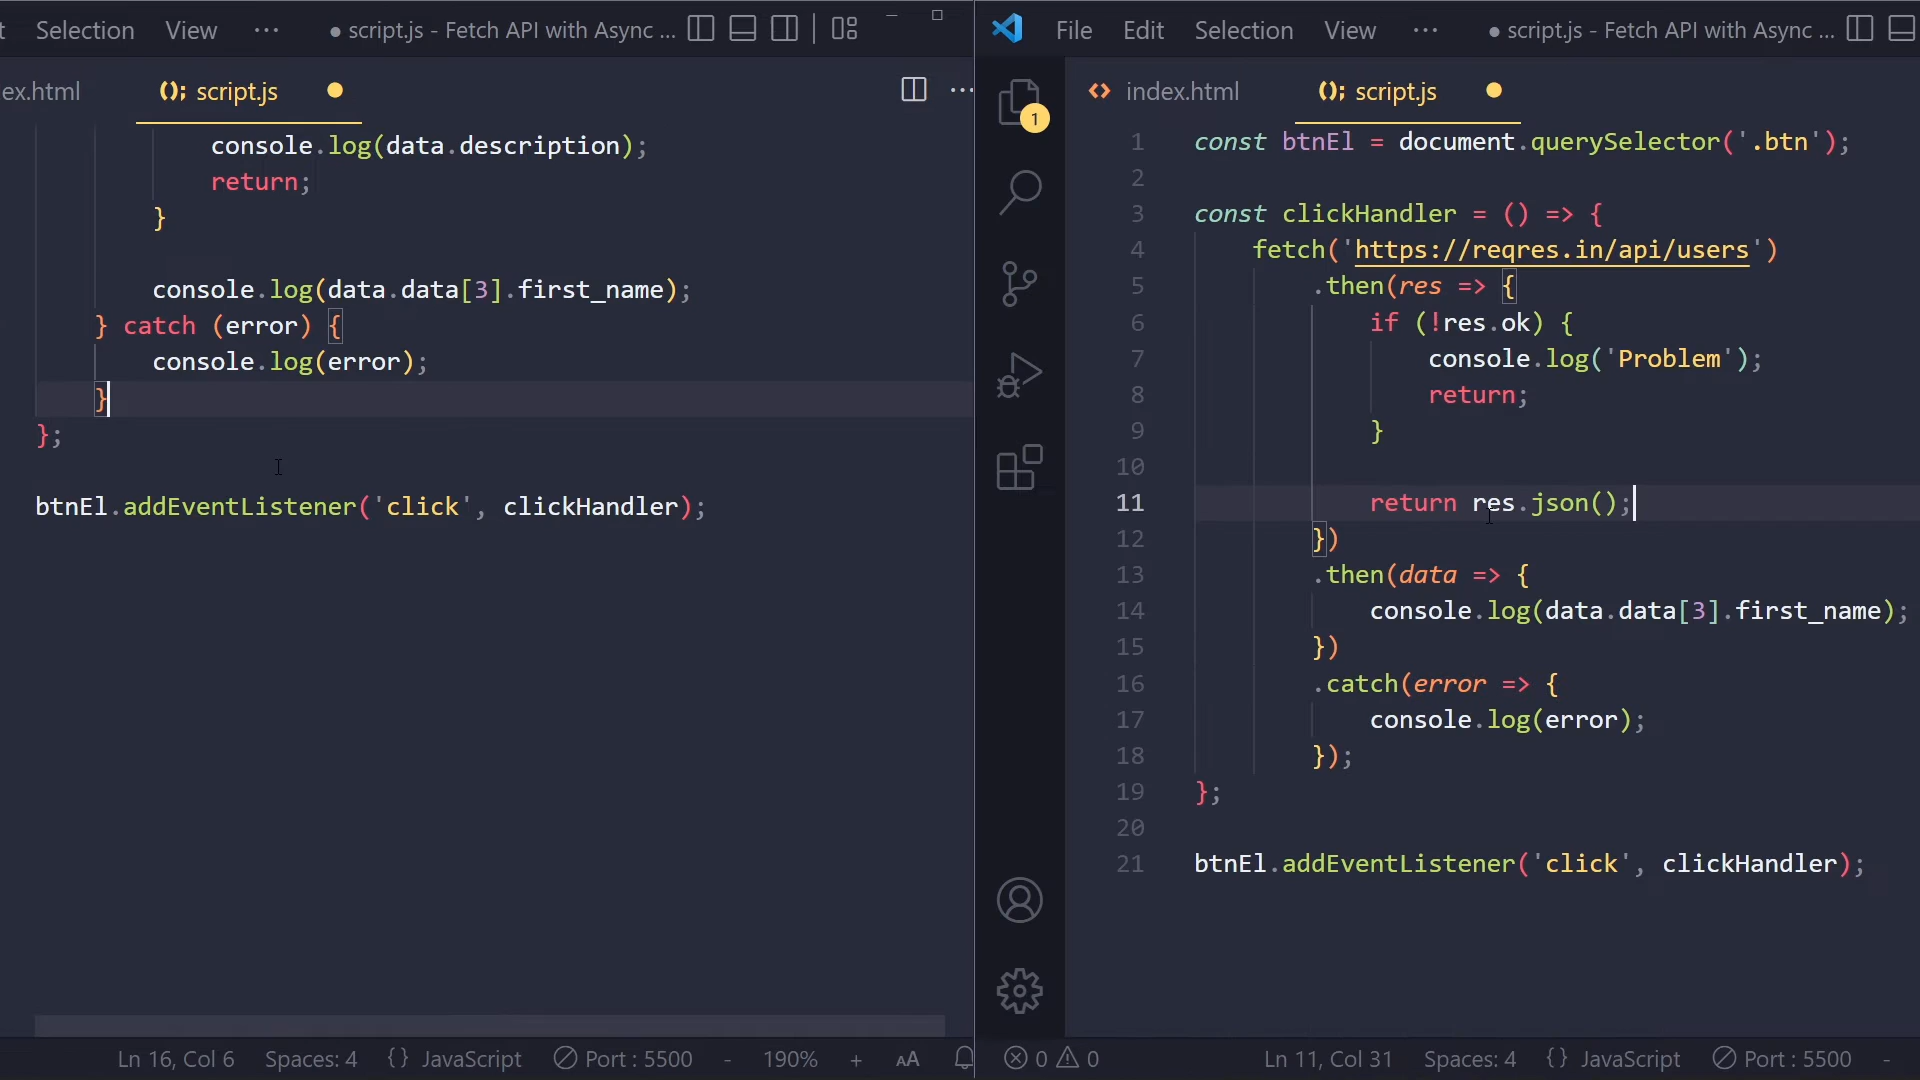 t Selection View ··· ● script.js - Fetch API with Async ...
ex.html script.js ···
console.log(data.description);
return;
}
console.log(data.data[3].first_name);
} catch (error) {
console.log(error);
}
};
btnEl.addEventListener('click', clickHandler);
Ln 16, Col 6 Spaces: 4 {} JavaScript Port : 5500 - 190% + AA
File Edit Selection View ··· ● script.js - Fetch API with Async ...
1
index.html script.js
1 const btnEl = document.querySelector('.btn');
2
3 const clickHandler = () => {
4 fetch('https://reqres.in/api/users')
5 .then(res => {
6 if (!res.ok) {
7 console.log('Problem');
8 return;
9 }
10
11 return res.json();
12 })
13 .then(data => {
14 console.log(data.data[3].first_name);
15 })
16 .catch(error => {
17 console.log(error);
18 });
19 };
20
21 btnEl.addEventListener('click', clickHandler);
0 0 Ln 11, Col 31 Spaces: 4 {} JavaScript Port : 5500 -